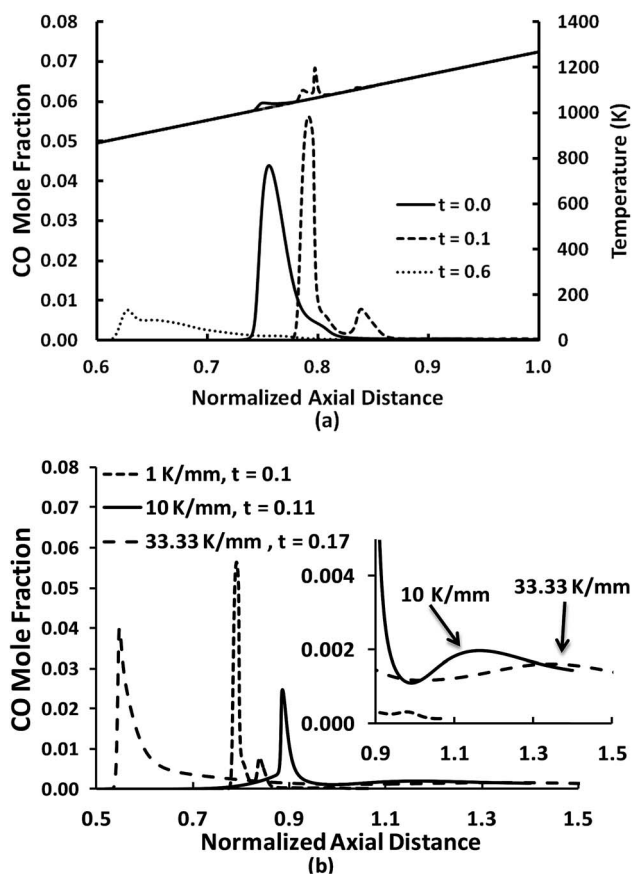 0.08
0.07
0.06
0.05
0.04
0.03
0.02
0.01
0.00
CO Mole Fraction
1400
1200
1000
800
600
400
200
0
Temperature (K)
t = 0.0
t = 0.1
t = 0.6
0.6 0.7 0.8 0.9 1.0
Normalized Axial Distance
(a)
0.08
0.07
0.06
0.05
0.04
0.03
0.02
0.01
0.00
CO Mole Fraction
1 K/mm, t = 0.1
10 K/mm, t = 0.11
33.33 K/mm , t = 0.17
0.004
0.002
0.000
10 K/mm
33.33 K/mm
0.9 1.1 1.3 1.5
0.5 0.7 0.9 1.1 1.3 1.5
Normalized Axial Distance
(b)